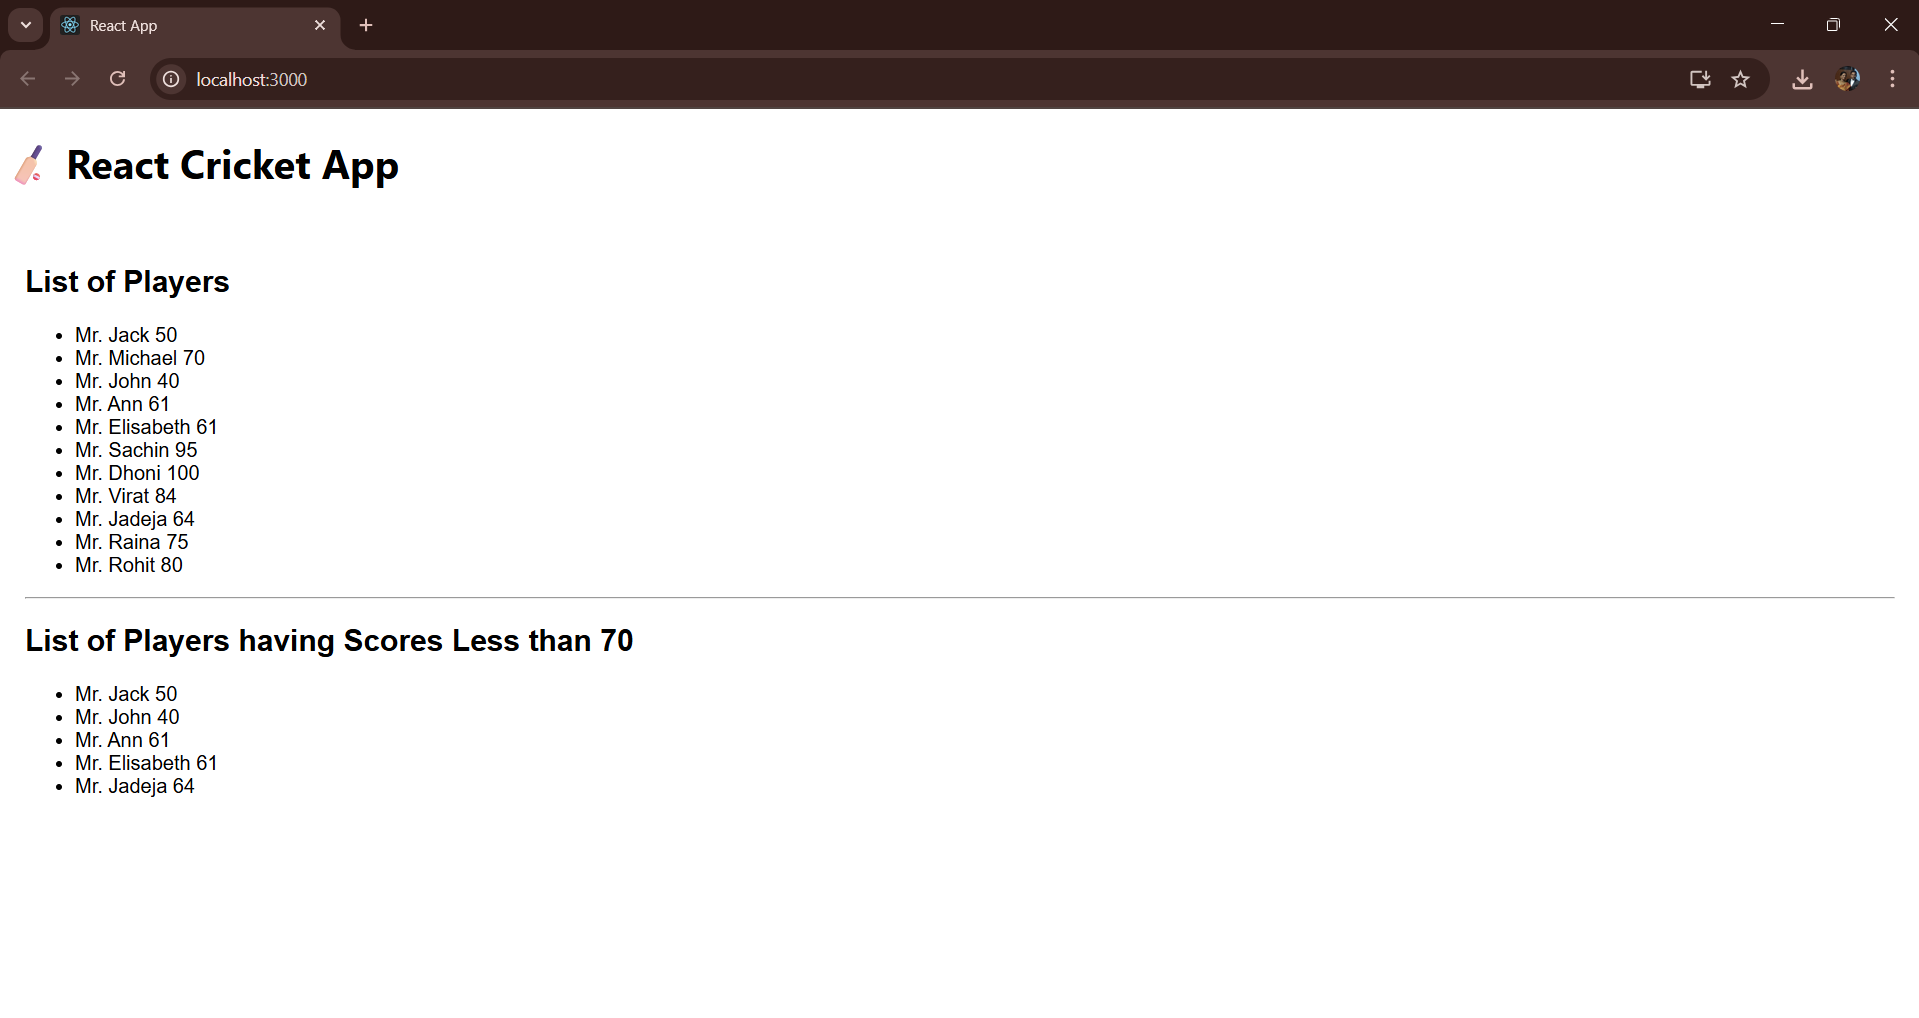 React App
localhost:3000
React Cricket App
List of Players
Mr. Jack 50
Mr. Michael 70
Mr. John 40
Mr. Ann 61
Mr. Elisabeth 61
Mr. Sachin 95
Mr. Dhoni 100
Mr. Virat 84
Mr. Jadeja 64
Mr. Raina 75
Mr. Rohit 80
List of Players having Scores Less than 70
Mr. Jack 50
Mr. John 40
Mr. Ann 61
Mr. Elisabeth 61
Mr. Jadeja 64